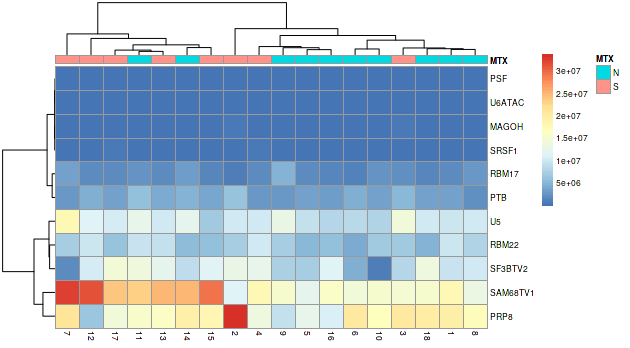 MTX
PSF
U6ATAC
MAGOH
SRSF1
RBM17
PTB
U5
RBM22
SF3BTV2
SAM68TV1
PRP8
7 12 17 11 13 14 15 2 4 9 5 16 6 10 3 18 1 8
3e+07
2.5e+07
2e+07
1.5e+07
1e+07
5e+06
MTX
N
S